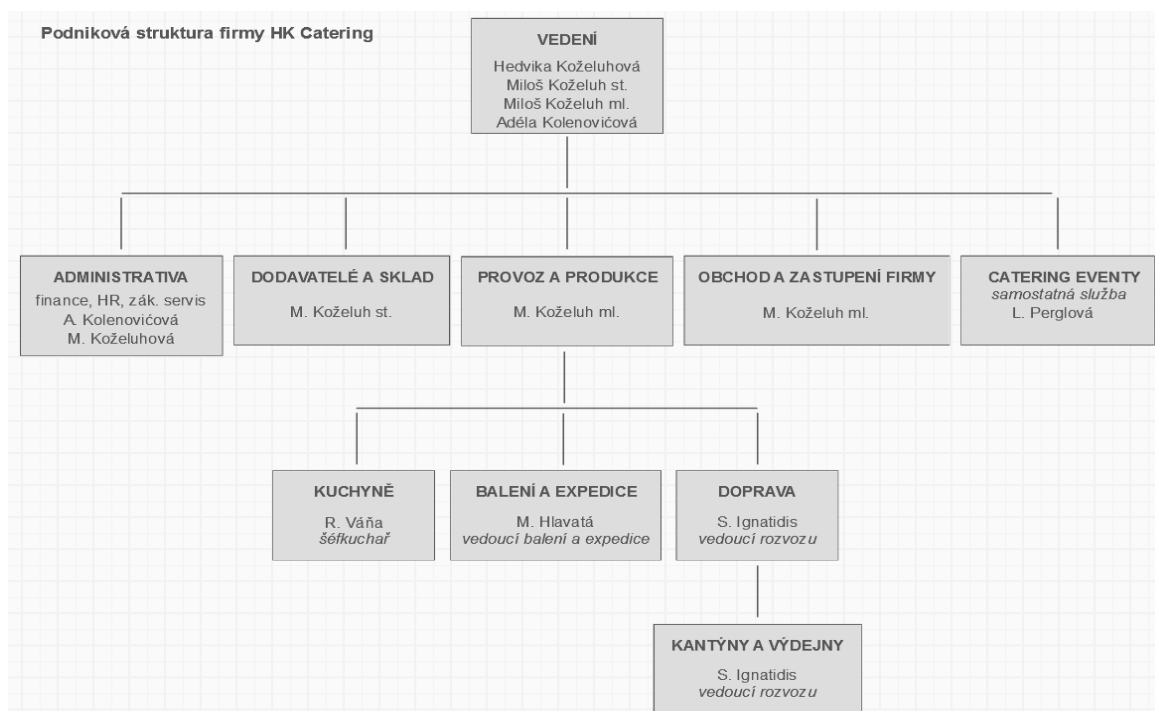 Podniková struktura firmy HK Catering
VEDENÍ
Hedvika Koželuhová
Miloš Koželuh st.
Miloš Koželuh ml.
Adéla Kolenovićová
ADMINISTRATIVA
finance, HR, zák. servis
A. Kolenovićová
M. Koželuhová
DODAVATELÉ A SKLAD
M. Koželuh st.
PROVOZ A PRODUKCE
M. Koželuh ml.
OBCHOD A ZASTUPENÍ FIRMY
M. Koželuh ml.
CATERING EVENTY
samostatná služba
L. Perglová
KUCHYNĚ
R. Váňa
šéfkuchař
BALENÍ A EXPEDICE
M. Hlavatá
vedoucí balení a expedice
DOPRAVA
S. Ignatidis
vedoucí rozvozu
KANTÝNY A VÝDEJNY
S. Ignatidis
vedoucí rozvozu